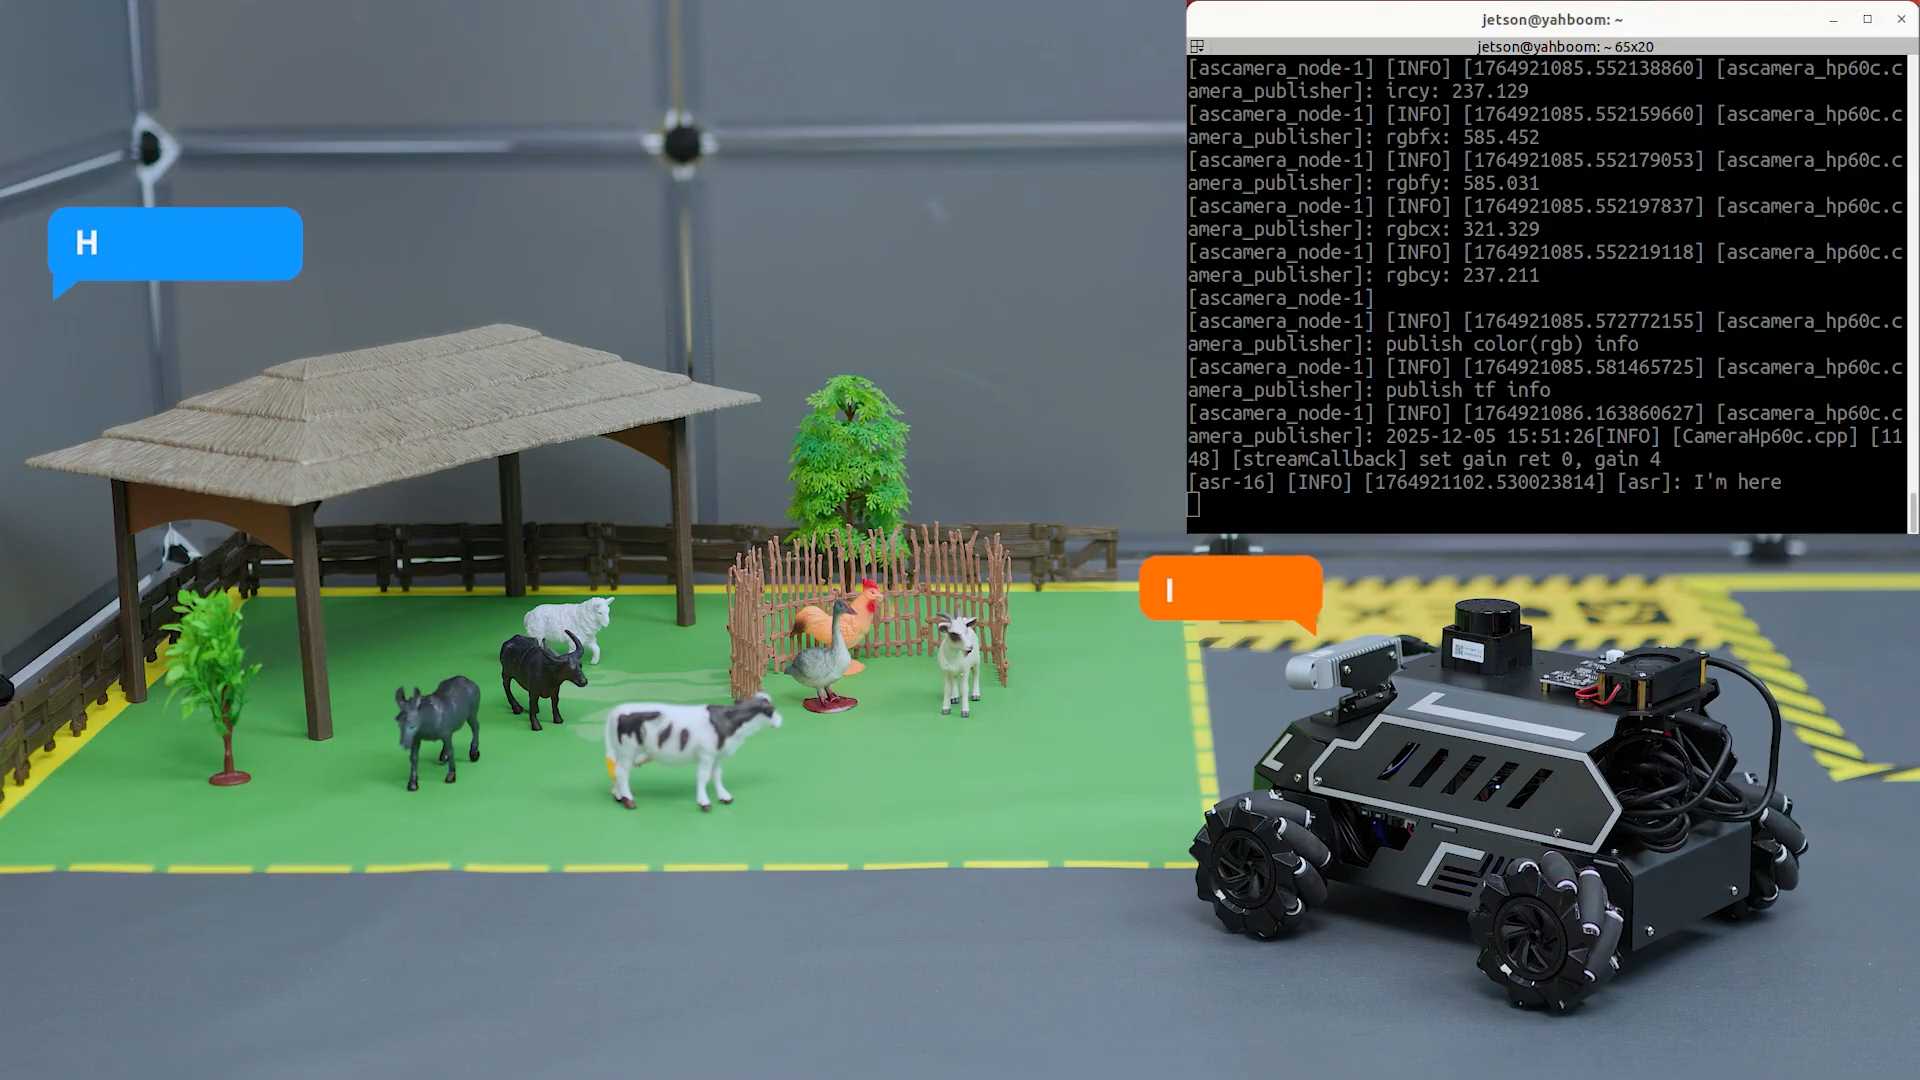 jetson@yahboom: ~
jetson@yahboom: ~ 65x20
[ascamera_node-1] [INFO] [1764921085.552138860] [ascamera_hp60c.c
amera_publisher]: ircy: 237.129
[ascamera_node-1] [INFO] [1764921085.552159660] [ascamera_hp60c.c
amera_publisher]: rgbfx: 585.452
[ascamera_node-1] [INFO] [1764921085.552179053] [ascamera_hp60c.c
amera_publisher]: rgbfy: 585.031
[ascamera_node-1] [INFO] [1764921085.552197837] [ascamera_hp60c.c
amera_publisher]: rgbcx: 321.329
[ascamera_node-1] [INFO] [1764921085.552219118] [ascamera_hp60c.c
amera_publisher]: rgbcy: 237.211
[ascamera_node-1]
[ascamera_node-1] [INFO] [1764921085.572772155] [ascamera_hp60c.c
amera_publisher]: publish color(rgb) info
[ascamera_node-1] [INFO] [1764921085.581465725] [ascamera_hp60c.c
amera_publisher]: publish tf info
[ascamera_node-1] [INFO] [1764921086.163860627] [ascamera_hp60c.c
amera_publisher]: 2025-12-05 15:51:26[INFO] [CameraHp60c.cpp] [11
48] [streamCallback] set gain ret 0, gain 4
[asr-16] [INFO] [1764921102.530023814] [asr]: I'm here
H
I